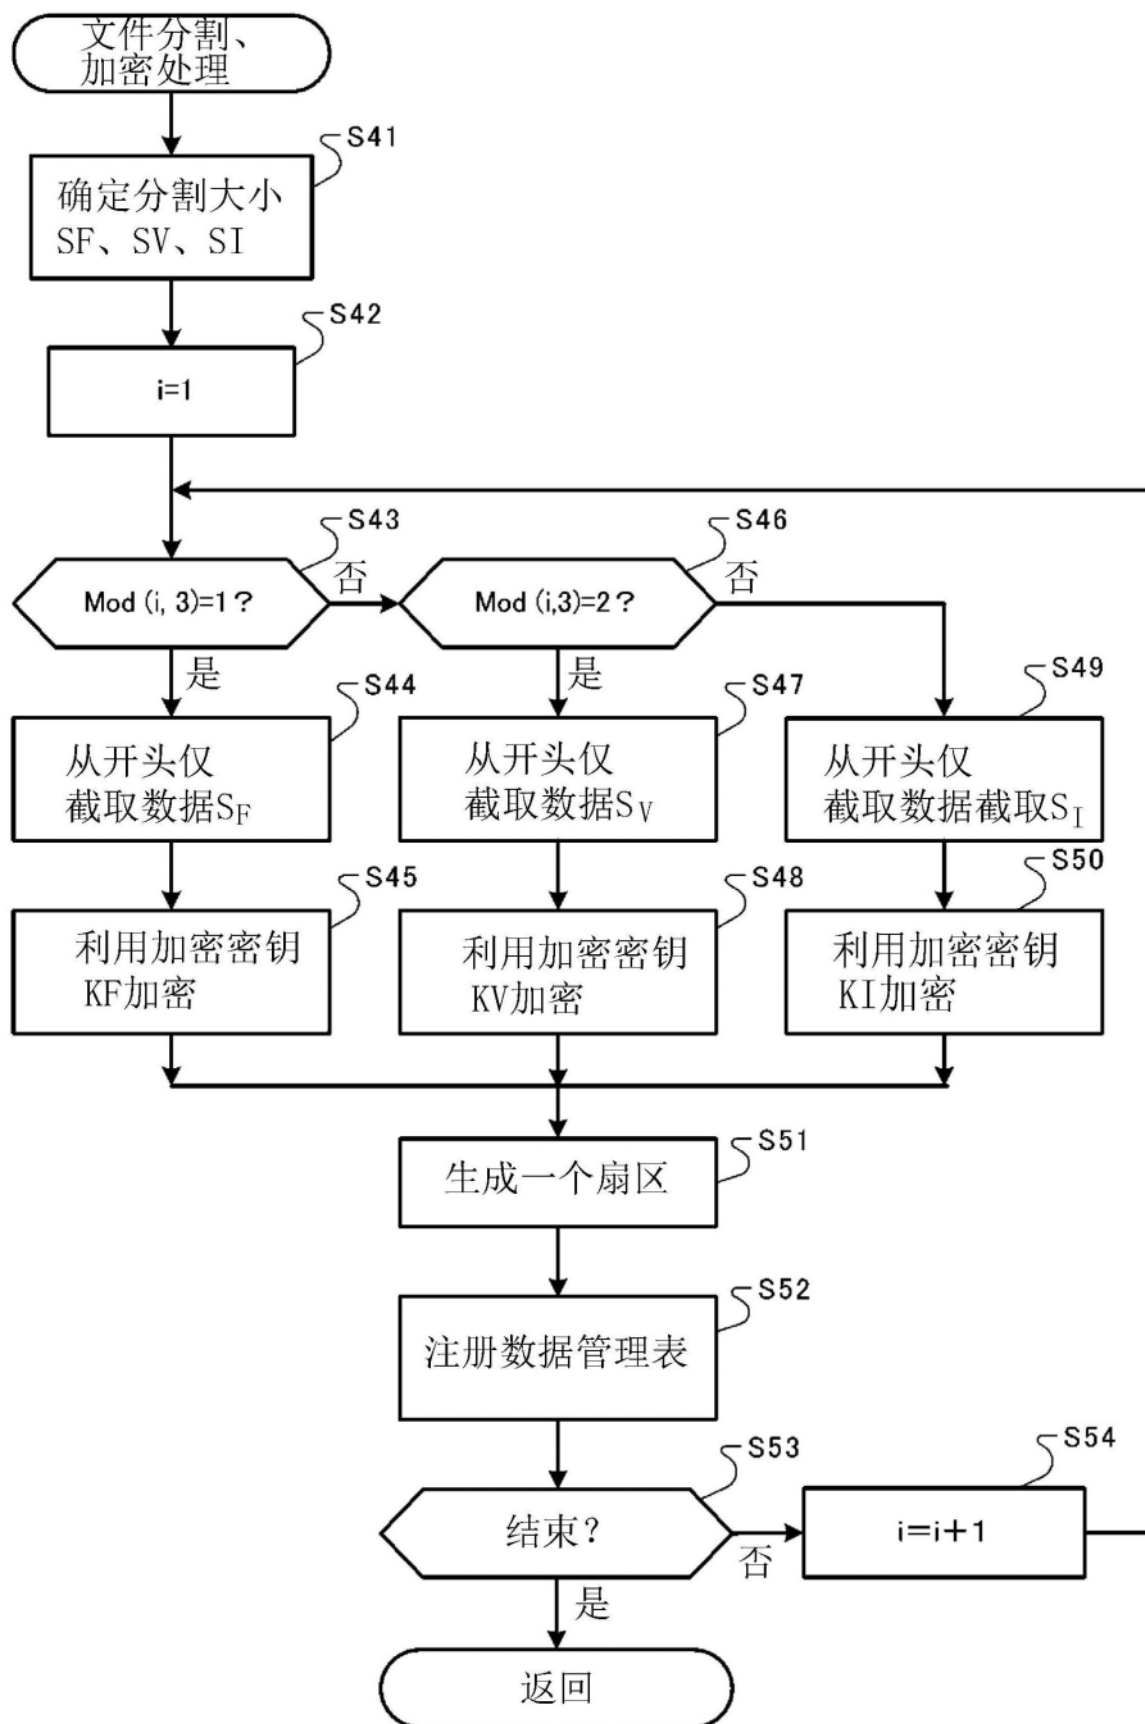 文件分割、
加密处理
S41
确定分割大小
SF、SV、SI
S42
i=1
S43
Mod (i, 3)=1?
否
S46
Mod (i,3)=2?
否
是
是
S44
从开头仅
截取数据S_F
S47
从开头仅
截取数据S_V
S49
从开头仅
截取数据截取S_I
S45
利用加密密钥
KF加密
S48
利用加密密钥
KV加密
S50
利用加密密钥
KI加密
S51
生成一个扇区
S52
注册数据管理表
S53
结束?
否
S54
i=i+1
是
返回